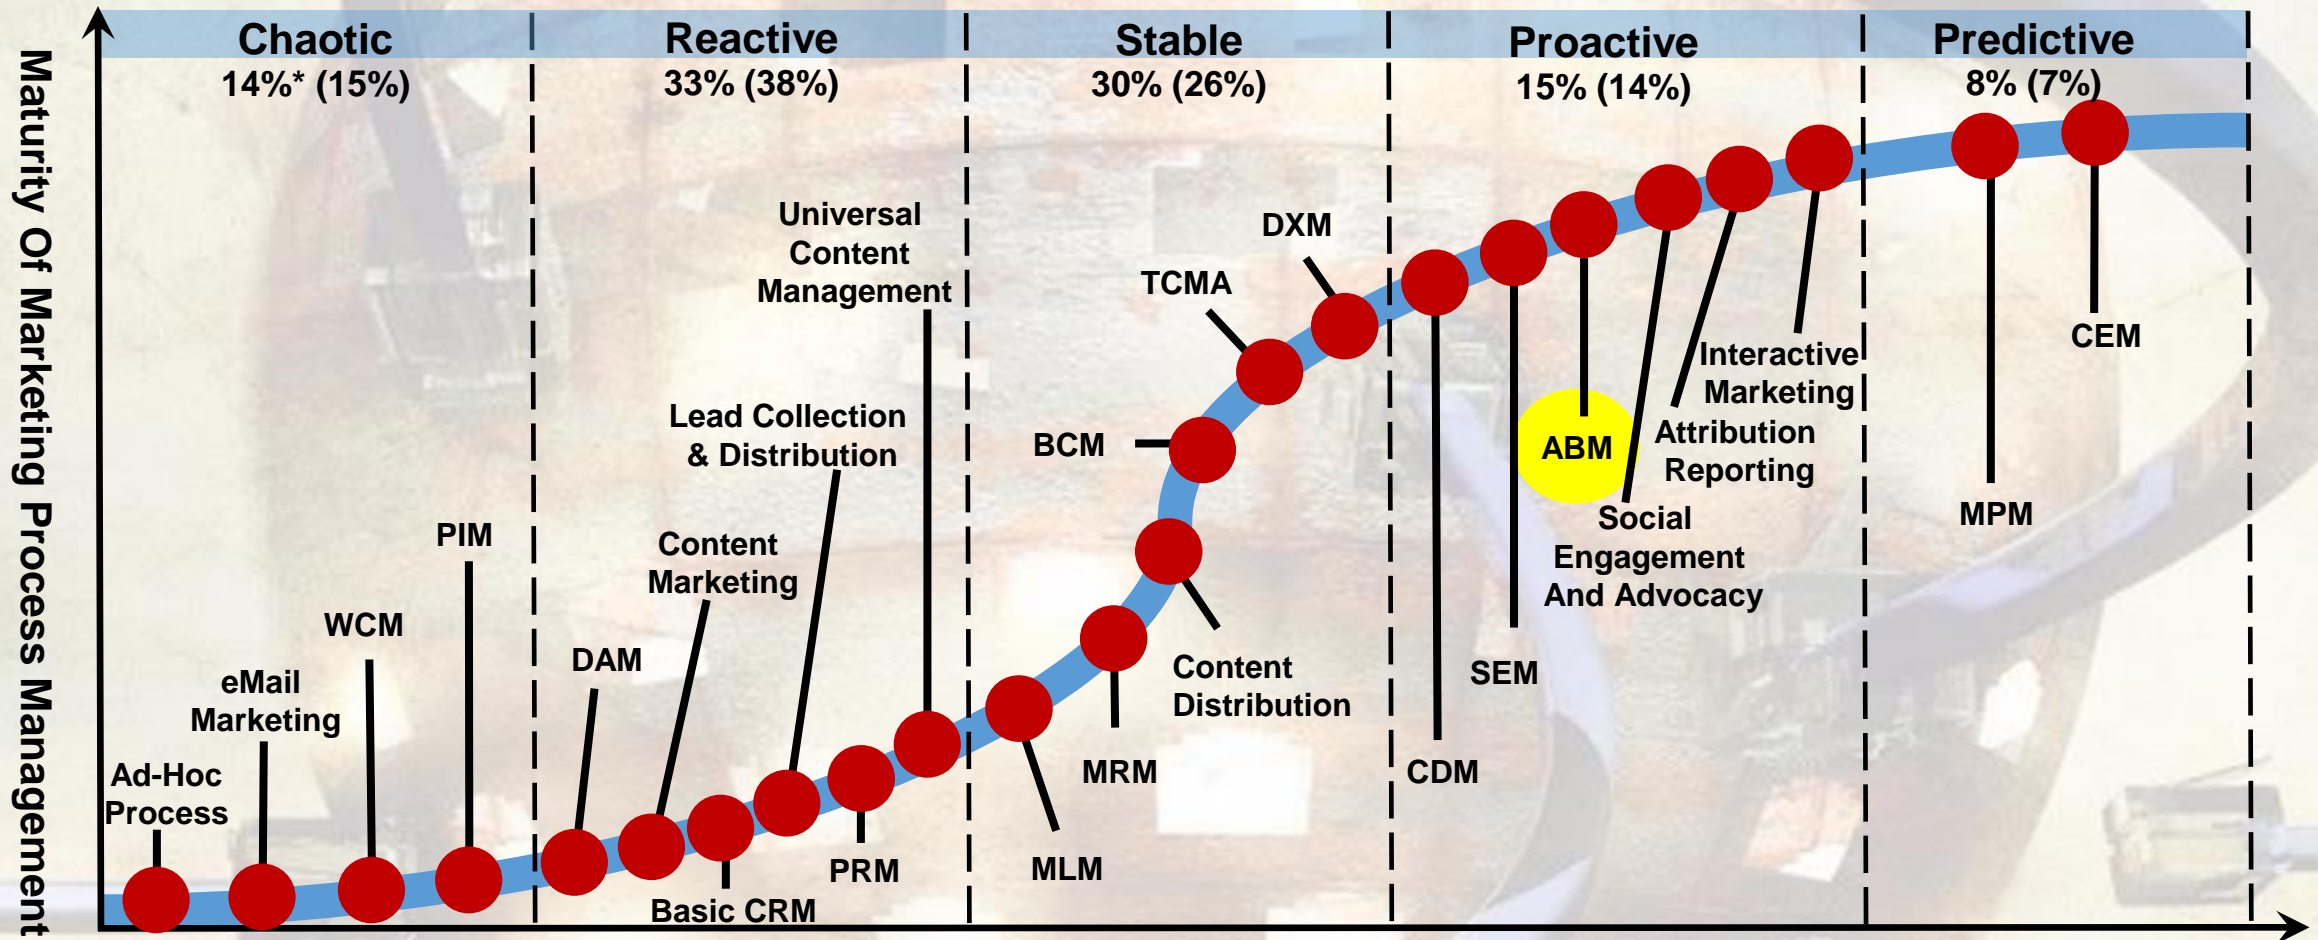 Maturity Of Marketing Process Management
Chaotic
14%* (15%)
Reactive
33% (38%)
Stable
30% (26%)
Proactive
15% (14%)
Predictive
8% (7%)
Ad-Hoc
Process
eMail
Marketing
WCM
PIM
DAM
Content
Marketing
Basic CRM
Lead Collection
& Distribution
PRM
Universal
Content
Management
MLM
MRM
Content
Distribution
BCM
TCMA
DXM
CDM
SEM
ABM
Social
Engagement
And Advocacy
Attribution
Reporting
Interactive
Marketing
MPM
CEM